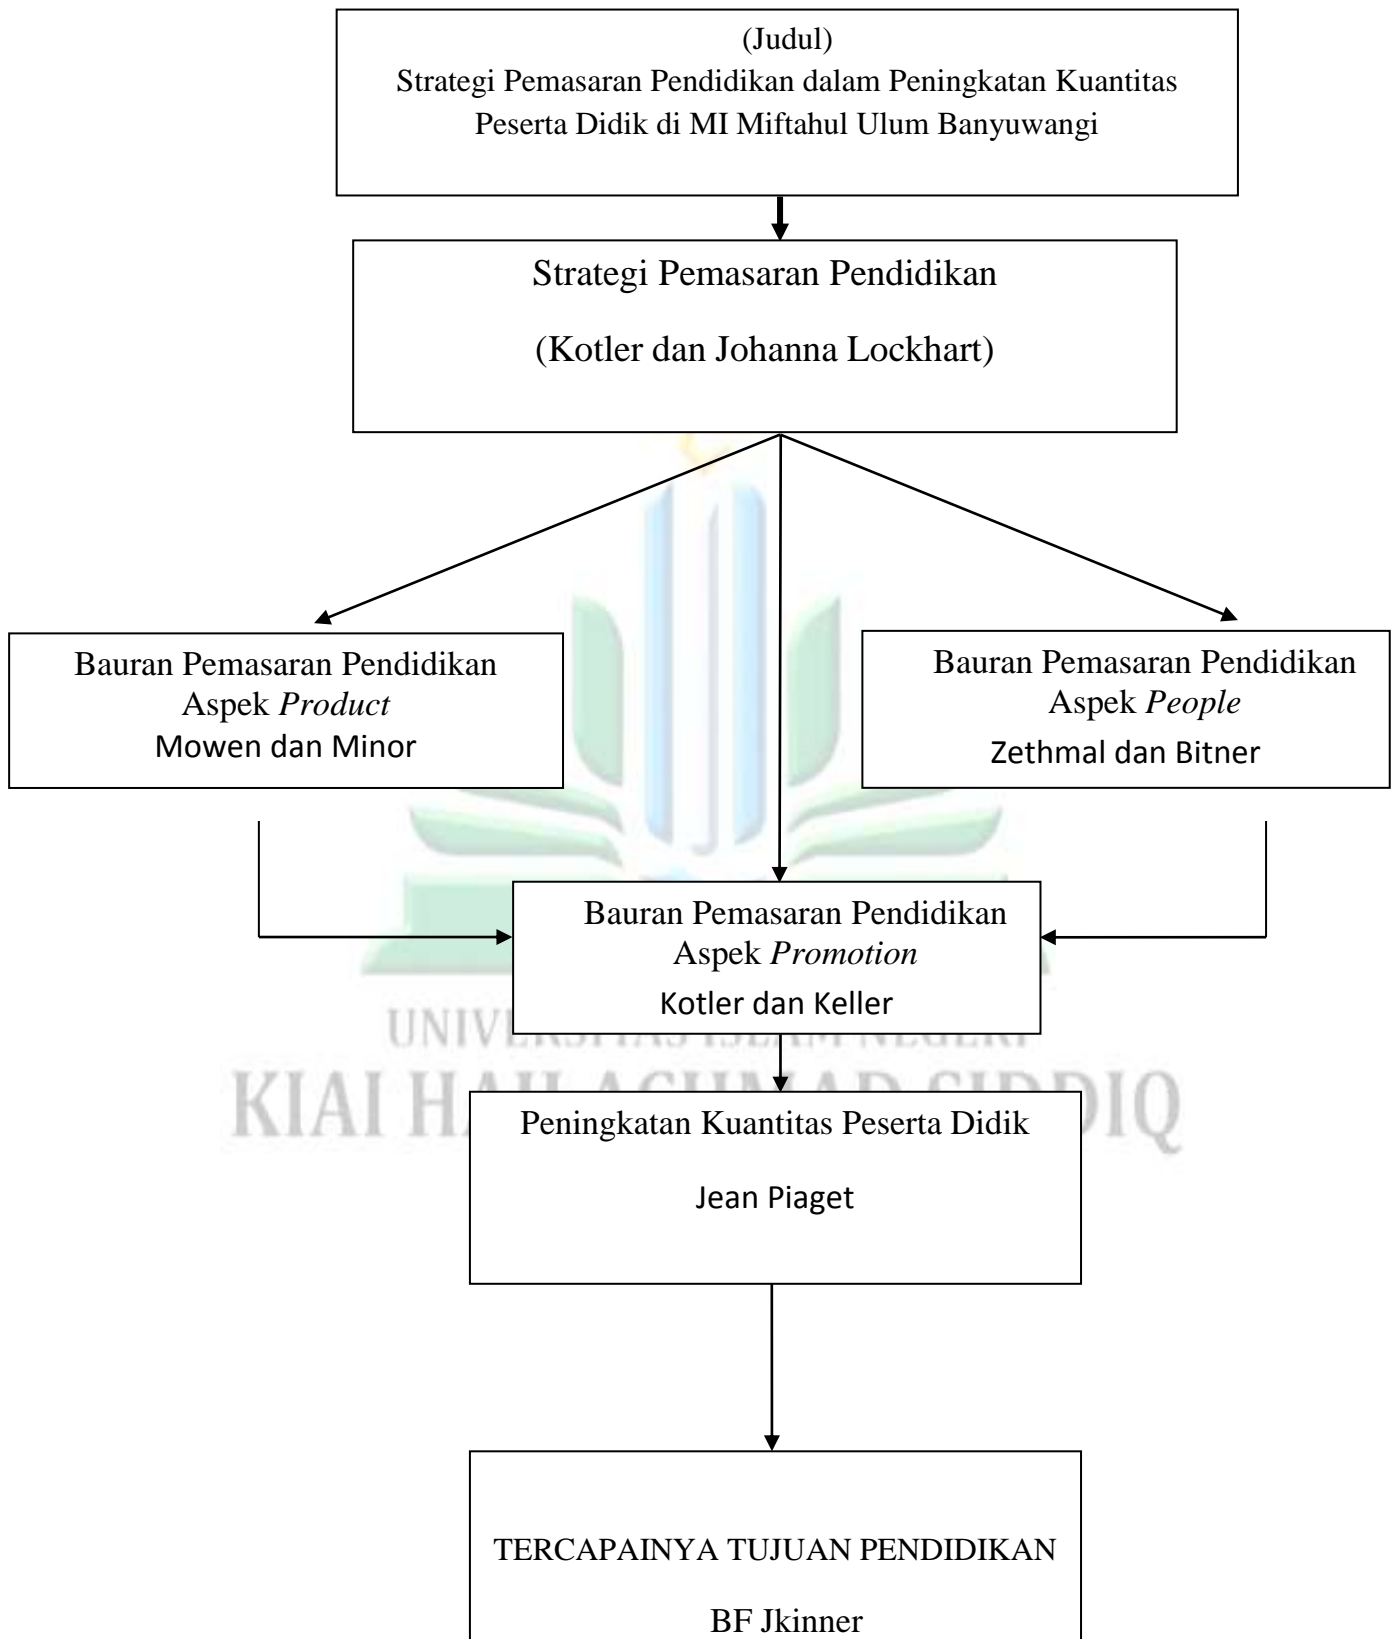 (Judul)
Strategi Pemasaran Pendidikan dalam Peningkatan Kuantitas
Peserta Didik di MI Miftahul Ulum Banyuwangi
Strategi Pemasaran Pendidikan
(Kotler dan Johanna Lockhart)
Bauran Pemasaran Pendidikan
Aspek Product
Mowen dan Minor
Bauran Pemasaran Pendidikan
Aspek People
Zethmal dan Bitner
Bauran Pemasaran Pendidikan
Aspek Promotion
Kotler dan Keller
UNIVERSITAS ISLAM NEGERI
KIAI HAJI ACHMAD SIDDIQ
Peningkatan Kuantitas Peserta Didik
Jean Piaget
TERCAPAINYA TUJUAN PENDIDIKAN
BF Jkinner